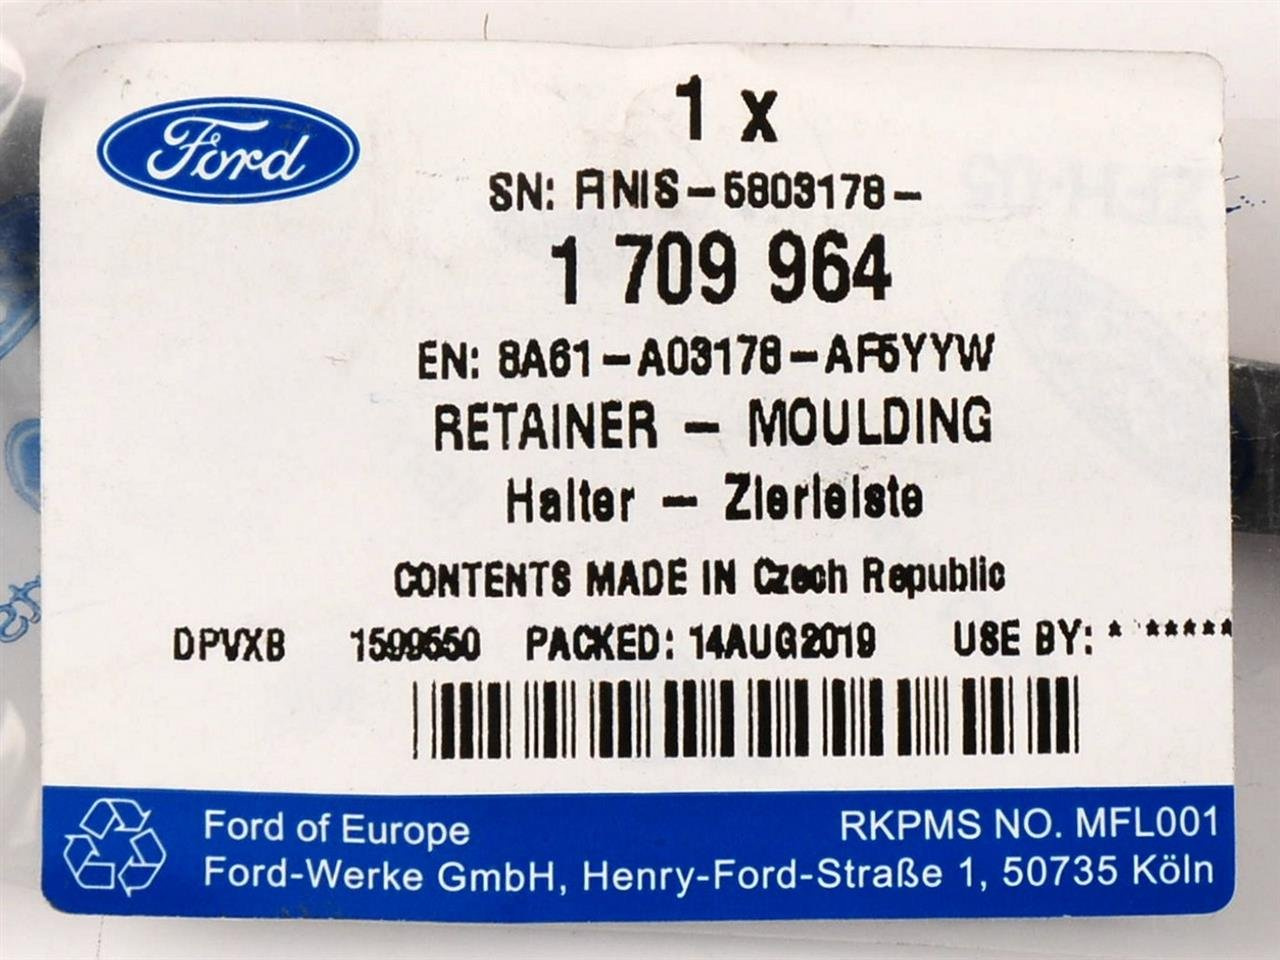 Ford
1 x
SN: FINIS-5803178-
1 709 964
EN: 8A61-A03178-AF5YYW
RETAINER - MOULDING
Halter - Zierleiste
CONTENTS MADE IN Czech Republic
DPVXB 1599550 PACKED: 14AUG2019 USE BY: * *****
Ford of Europe RKPMS NO. MFL001
Ford-Werke GmbH, Henry-Ford-Straße 1, 50735 Köln